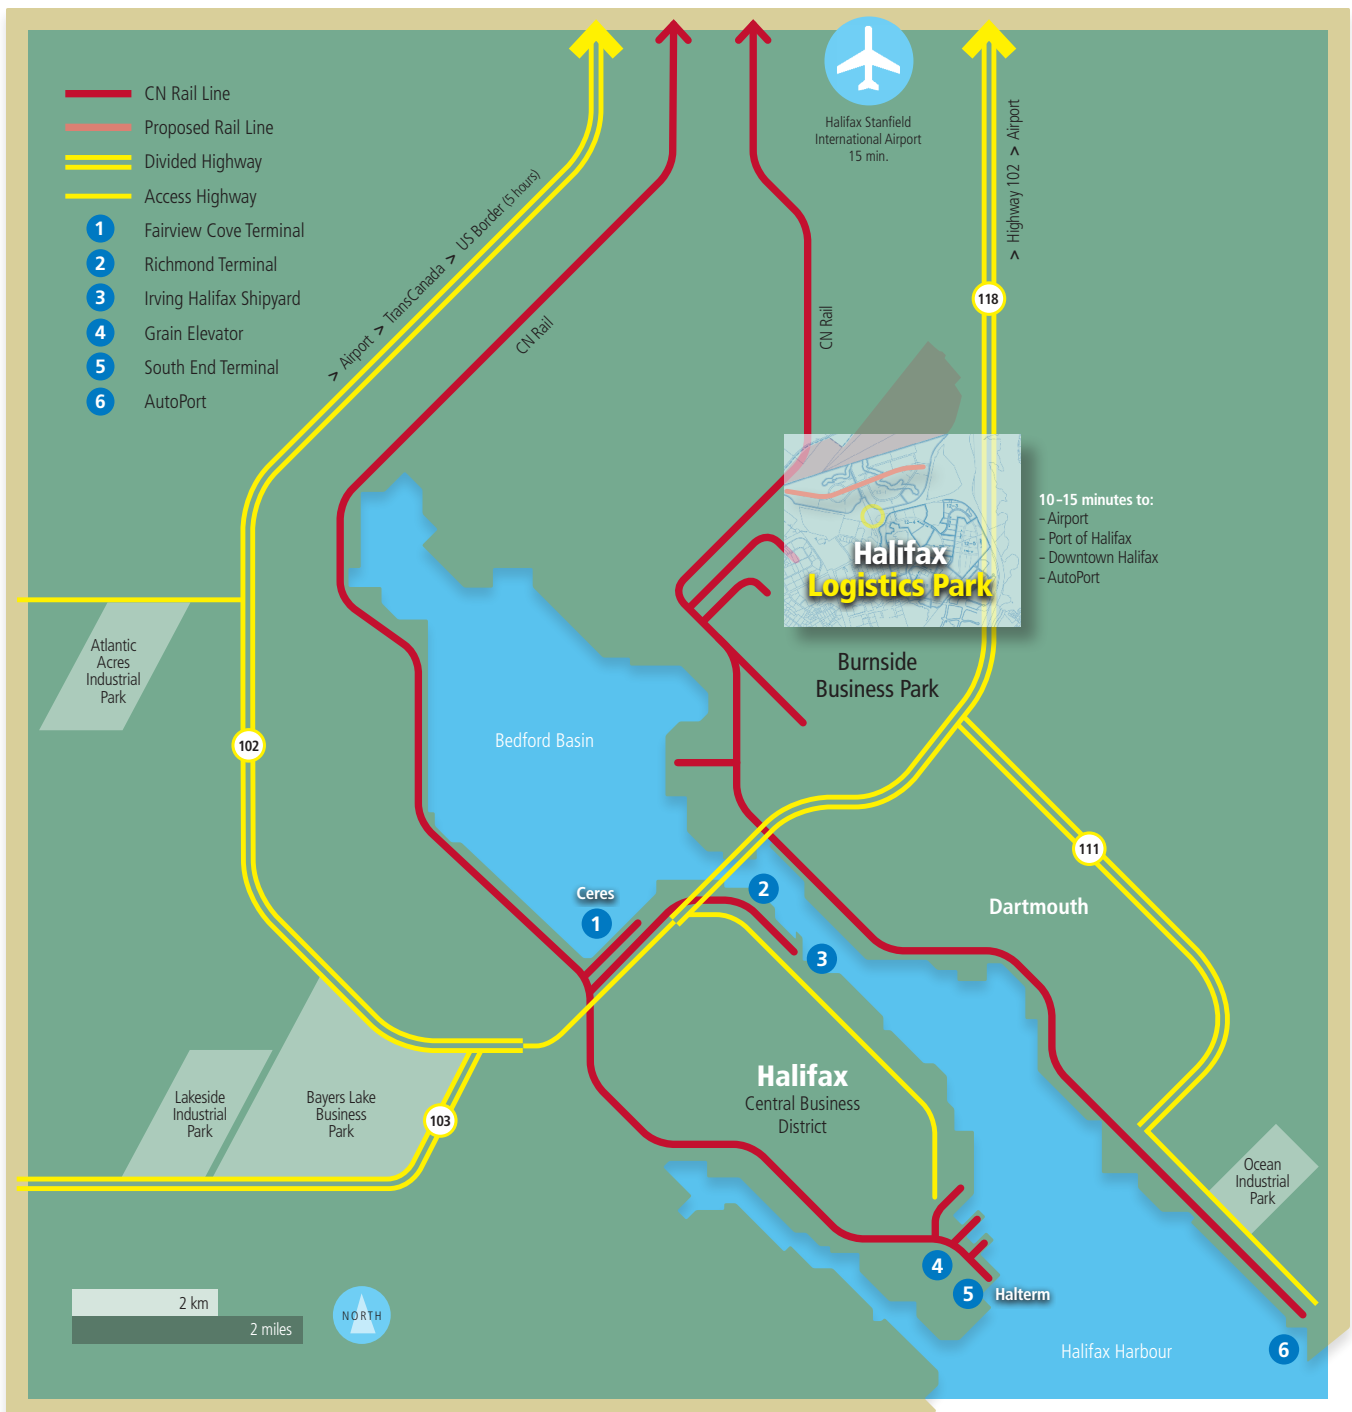 CN Rail Line
Proposed Rail Line
Divided Highway
Access Highway
1 Fairview Cove Terminal
2 Richmond Terminal
3 Irving Halifax Shipyard
4 Grain Elevator
5 South End Terminal
6 AutoPort
Halifax Stanfield
International Airport
15 min.
> Airport > TransCanada > US Border (5 hours)
CN Rail
CN Rail
> Highway 102 > Airport
118
Halifax
Logistics Park
10–15 minutes to:
– Airport
– Port of Halifax
– Downtown Halifax
– AutoPort
Burnside
Business Park
Atlantic
Acres
Industrial
Park
102
Bedford Basin
111
Dartmouth
Ceres
1
2
3
Lakeside
Industrial
Park
Bayers Lake
Business
Park
103
Halifax
Central Business
District
Ocean
Industrial
Park
4
5
Halterm
6
Halifax Harbour
2 km
2 miles
NORTH